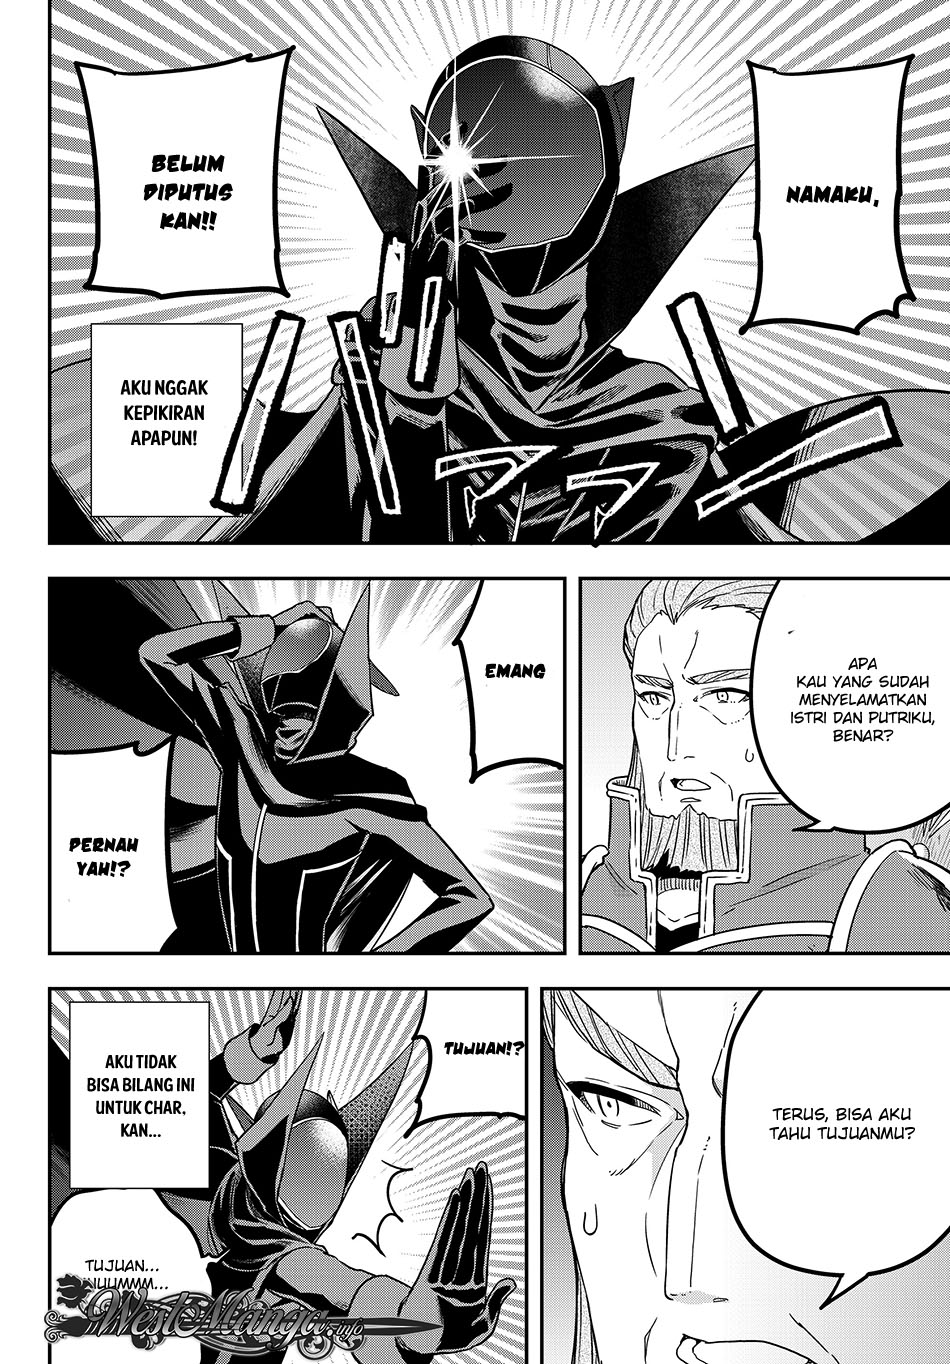 NAMAKU,
BELUM
DIPUTUS
KAN!!
AKU NGGAK
KEPIKIRAN
APAPUN!
APA
KAU YANG SUDAH
MENYELAMATKAN
ISTRI DAN PUTRIKU,
BENAR?
EMANG
PERNAH
YAH!?
TERUS, BISA AKU
TAHU TUJUANMU?
TUJUAN!?
AKU TIDAK
BISA BILANG INI
UNTUK CHAR,
KAN...
TUJUAN...
WestManga.info